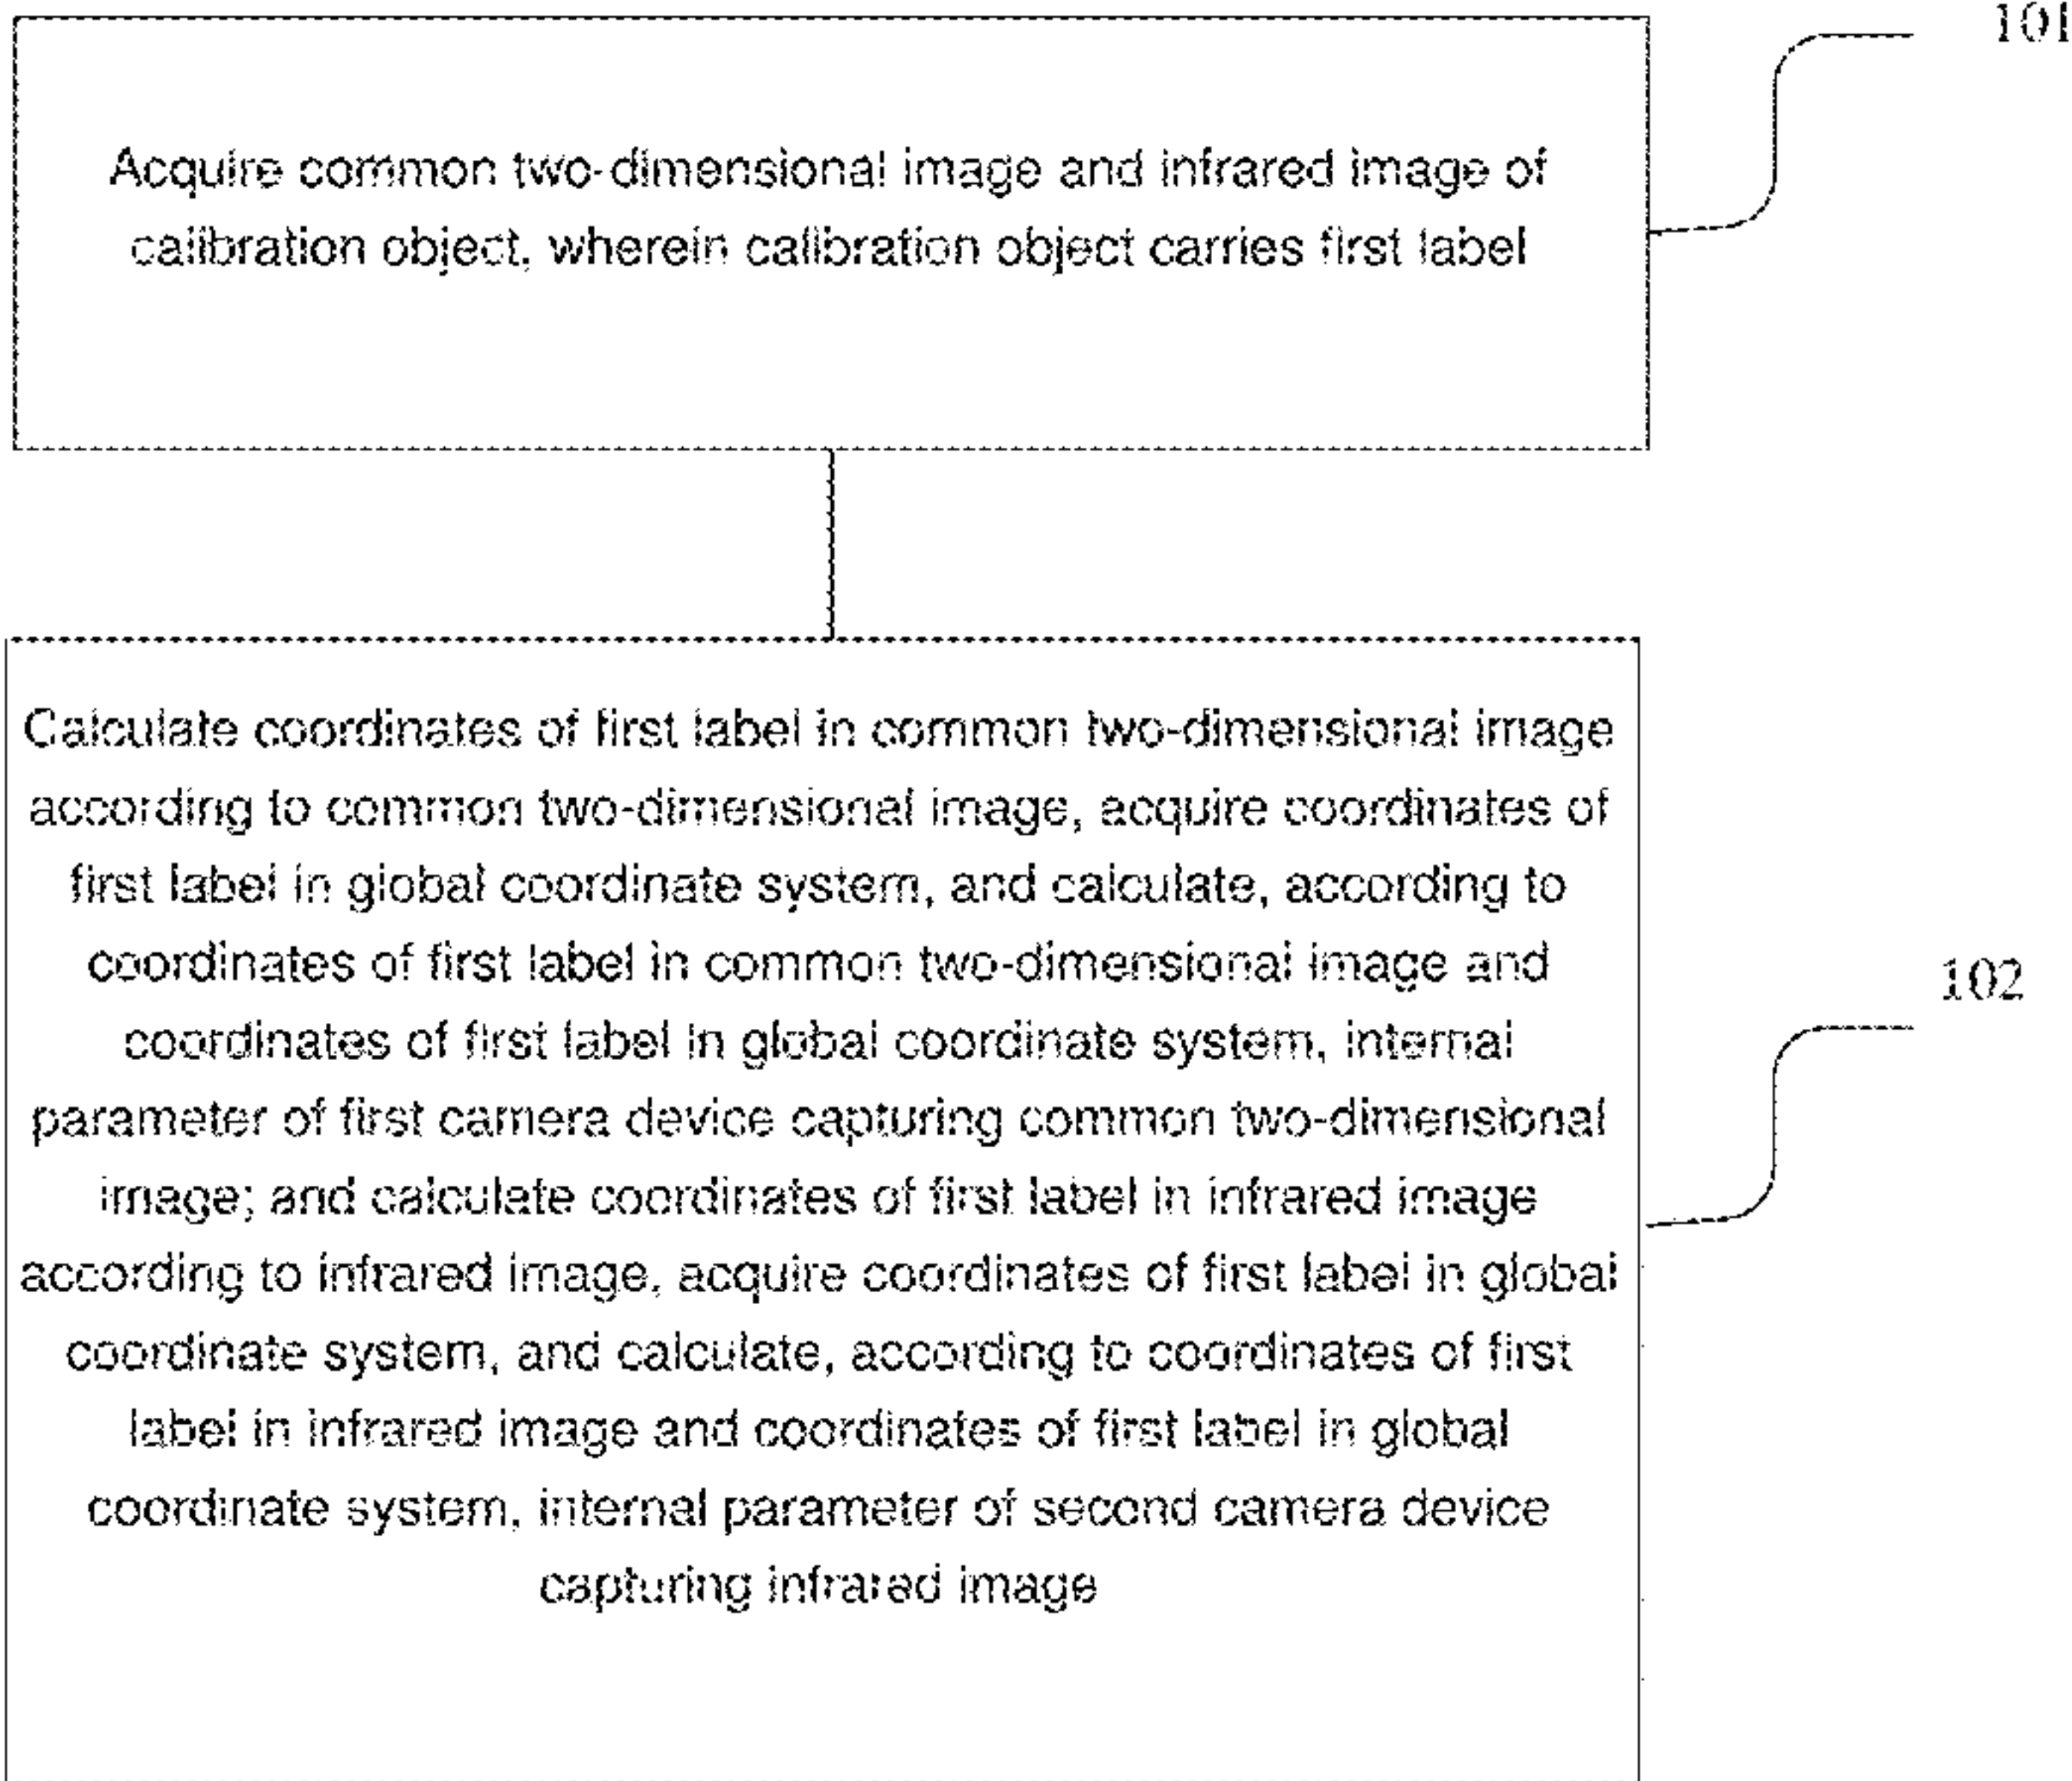 101
Acquire common two-dimensional image and infrared image of
calibration object, wherein calibration object carries first label
Calculate coordinates of first label in common two-dimensional image
according to common two-dimensional image, acquire coordinates of
first label in global coordinate system, and calculate, according to
coordinates of first label in common two-dimensional image and
coordinates of first label in global coordinate system, internal
parameter of first camera device capturing common two-dimensional
image; and calculate coordinates of first label in infrared image
according to infrared image, acquire coordinates of first label in global
coordinate system, and calculate, according to coordinates of first
label in infrared image and coordinates of first label in global
coordinate system, internal parameter of second camera device
capturing infrared image
102